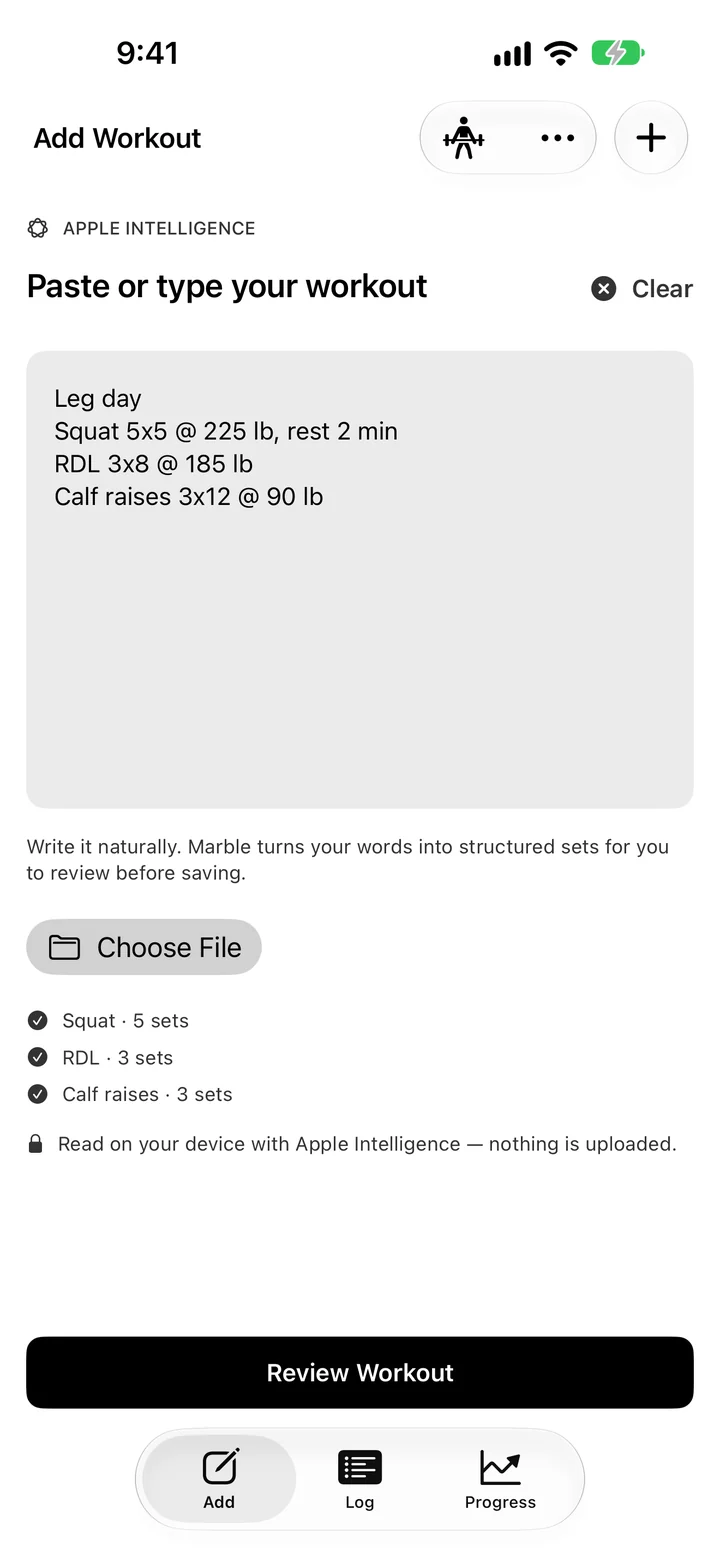 9:41
Add Workout
APPLE INTELLIGENCE
Paste or type your workout
Clear
Leg day
Squat 5x5 @ 225 lb, rest 2 min
RDL 3x8 @ 185 lb
Calf raises 3x12 @ 90 lb
Write it naturally. Marble turns your words into structured sets for you
to review before saving.
Choose File
Squat · 5 sets
RDL · 3 sets
Calf raises · 3 sets
Read on your device with Apple Intelligence — nothing is uploaded.
Review Workout
Add
Log
Progress